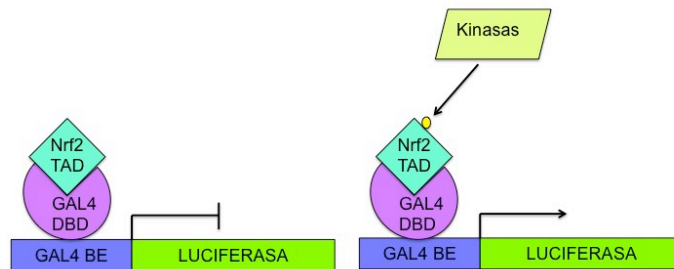 Nrf2
TAD
GAL4
DBD
GAL4 BE
LUCIFERASA
Kinasas
Nrf2
TAD
GAL4
DBD
GAL4 BE
LUCIFERASA